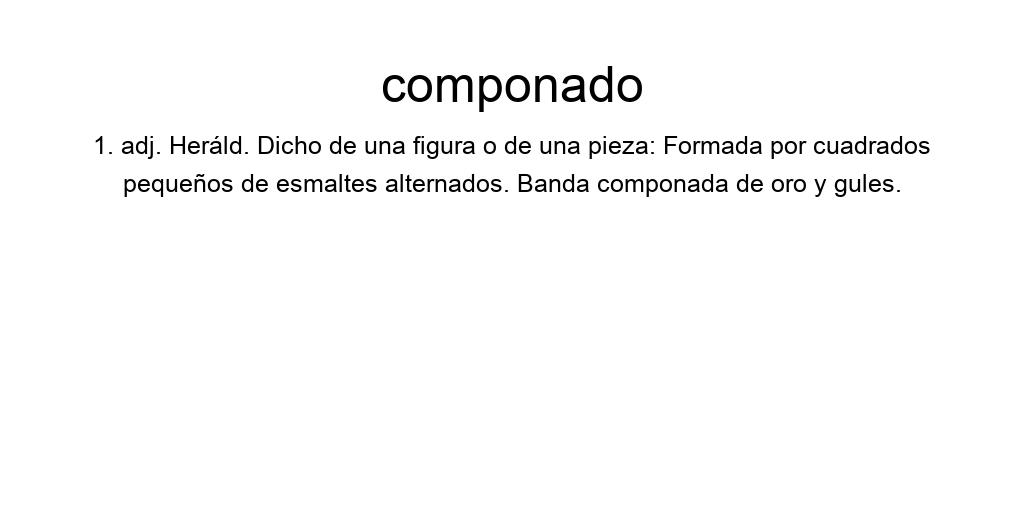 componado
1. adj. Heráld. Dicho de una figura o de una pieza: Formada por cuadrados
pequeños de esmaltes alternados. Banda componada de oro y gules.